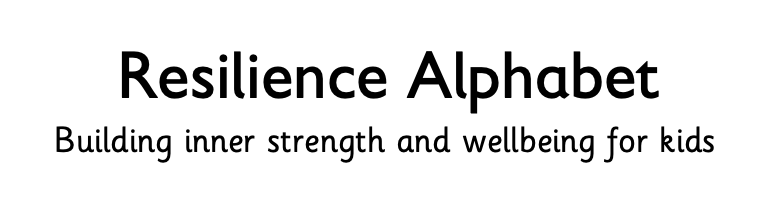 Resilience Alphabet
Building inner strength and wellbeing for kids